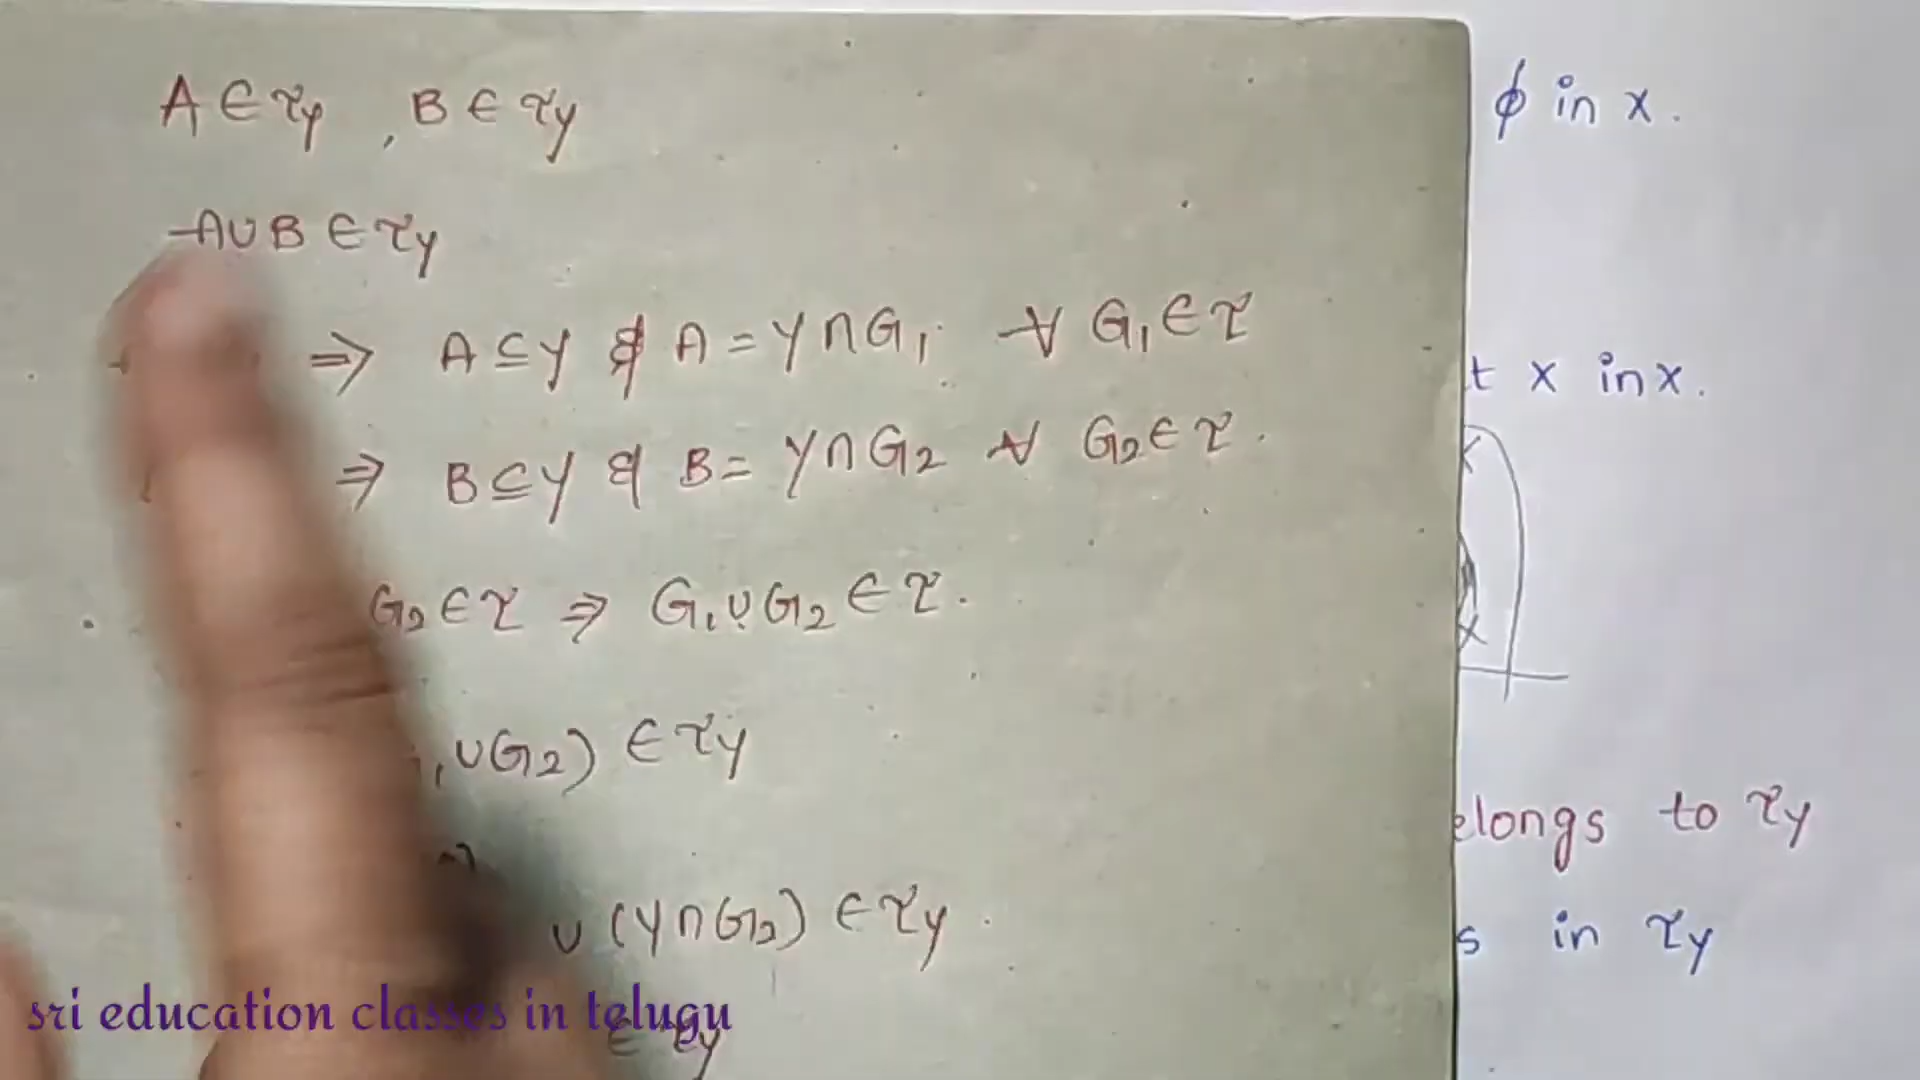 A ∈ τy , B ∈ τy
A∪B ∈ τy
⇒ A ⊆ Y & A = Y∩G₁ ∀ G₁∈τ
⇒ B ⊆ Y & B = Y∩G₂ ∀ G₂∈τ.
G₂∈τ ⇒ G₁∪G₂ ∈ τ.
∪G₂) ∈ τy
∪ (Y∩G₂) ∈ τy.
∈ τy
ϕ in x.
x in x.
to τy
in τy
sri education classes in telugu